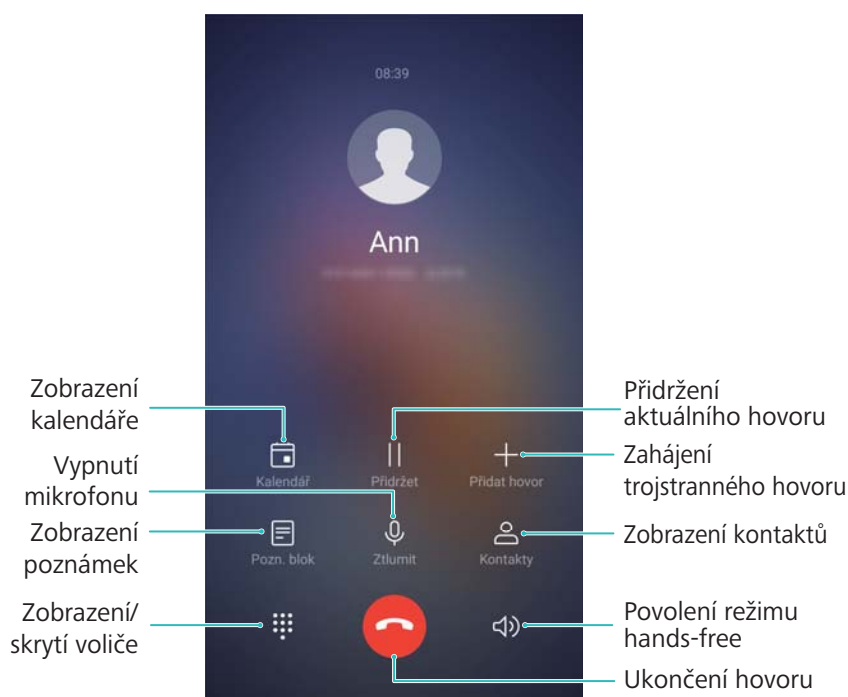 08:39
Ann
Zobrazení
kalendáře
Vypnutí
mikrofonu
Zobrazení
poznámek
Zobrazení/
skrytí voliče
Kalendář
Přidržet
Přidat hovor
Pozn. blok
Ztlumit
Kontakty
Přidržení
aktuálního hovoru
Zahájení
trojstranného hovoru
Zobrazení kontaktů
Povolení režimu
hands-free
Ukončení hovoru